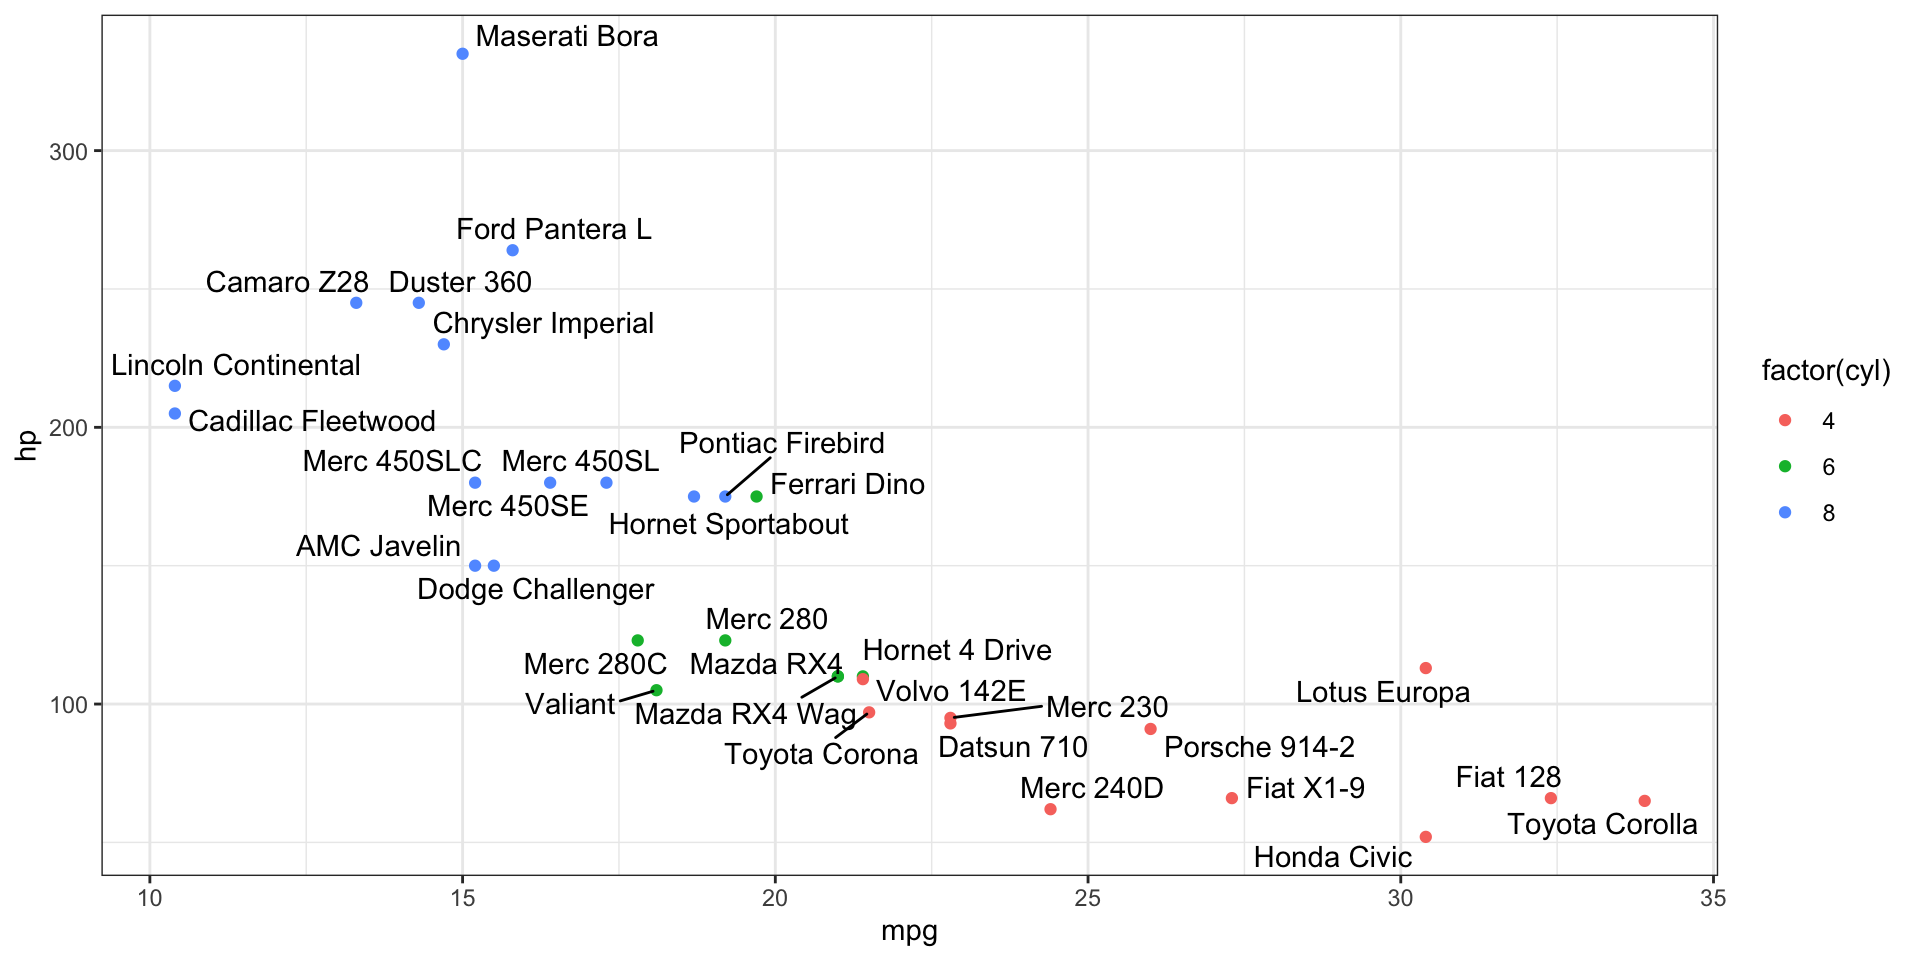 Maserati Bora
300
Ford Pantera L
Camaro Z28 Duster 360
Chrysler Imperial
Lincoln Continental
factor(cyl)
Cadillac Fleetwood
4
200
hp
Pontiac Firebird
Merc 450SLC Merc 450SL
6
Ferrari Dino
Merc 450SE
8
Hornet Sportabout
AMC Javelin
Dodge Challenger
Merc 280
Hornet 4 Drive
Merc 280C Mazda RX4
Volvo 142E
Lotus Europa
Valiant
100
Merc 230
Mazda RX4 Wag
Toyota Corona
Datsun 710
Porsche 914-2
Fiat 128
Merc 240D
Fiat X1-9
Toyota Corolla
Honda Civic
10 15 20 25 30 35
mpg